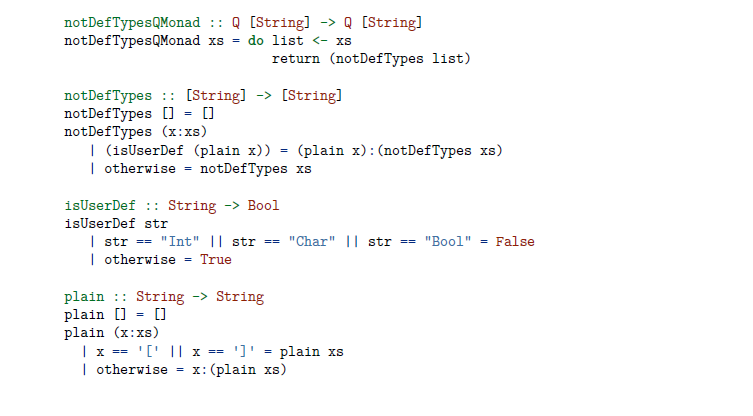 notDefTypesQMonad :: Q [String] -> Q [String]
notDefTypesQMonad xs = do list <- xs
                          return (notDefTypes list)
notDefTypes :: [String] -> [String]
notDefTypes [] = []
notDefTypes (x:xs)
   | (isUserDef (plain x)) = (plain x):(notDefTypes xs)
   | otherwise = notDefTypes xs
isUserDef :: String -> Bool
isUserDef str
   | str == "Int" || str == "Char" || str == "Bool" = False
   | otherwise = True
plain :: String -> String
plain [] = []
plain (x:xs)
  | x == '[' || x == ']' = plain xs
  | otherwise = x:(plain xs)